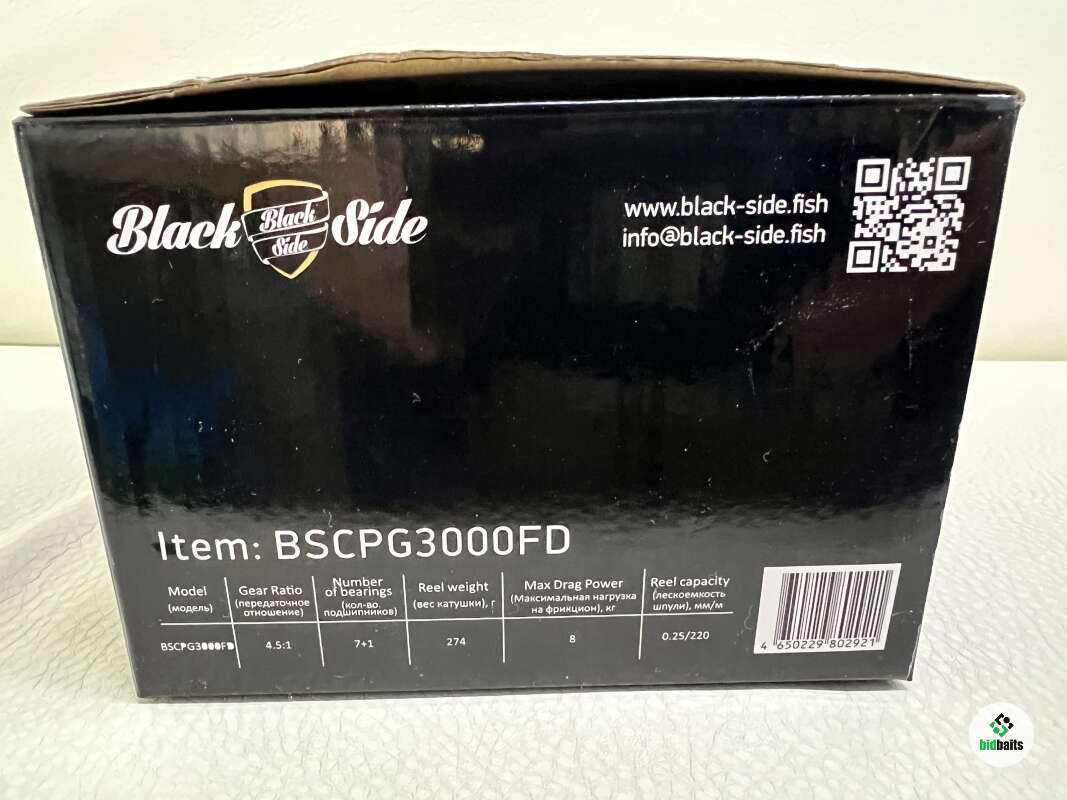 Black Side
Black
Side
www.black-side.fish
info@black-side.fish
Item: BSCPG3000FD
Model
(модель)
Gear Ratio
(передаточное
отношение)
Number
of bearings
(кол-во
подшипников)
Reel weight
(вес катушки), г
Max Drag Power
(Максимальная нагрузка
на фрикцион), кг
Reel capacity
(лескоемкость
шпули), мм/м
BSCPG3000FD
4.5:1
7+1
274
8
0.25/220
4 650229 802921
bidbaits